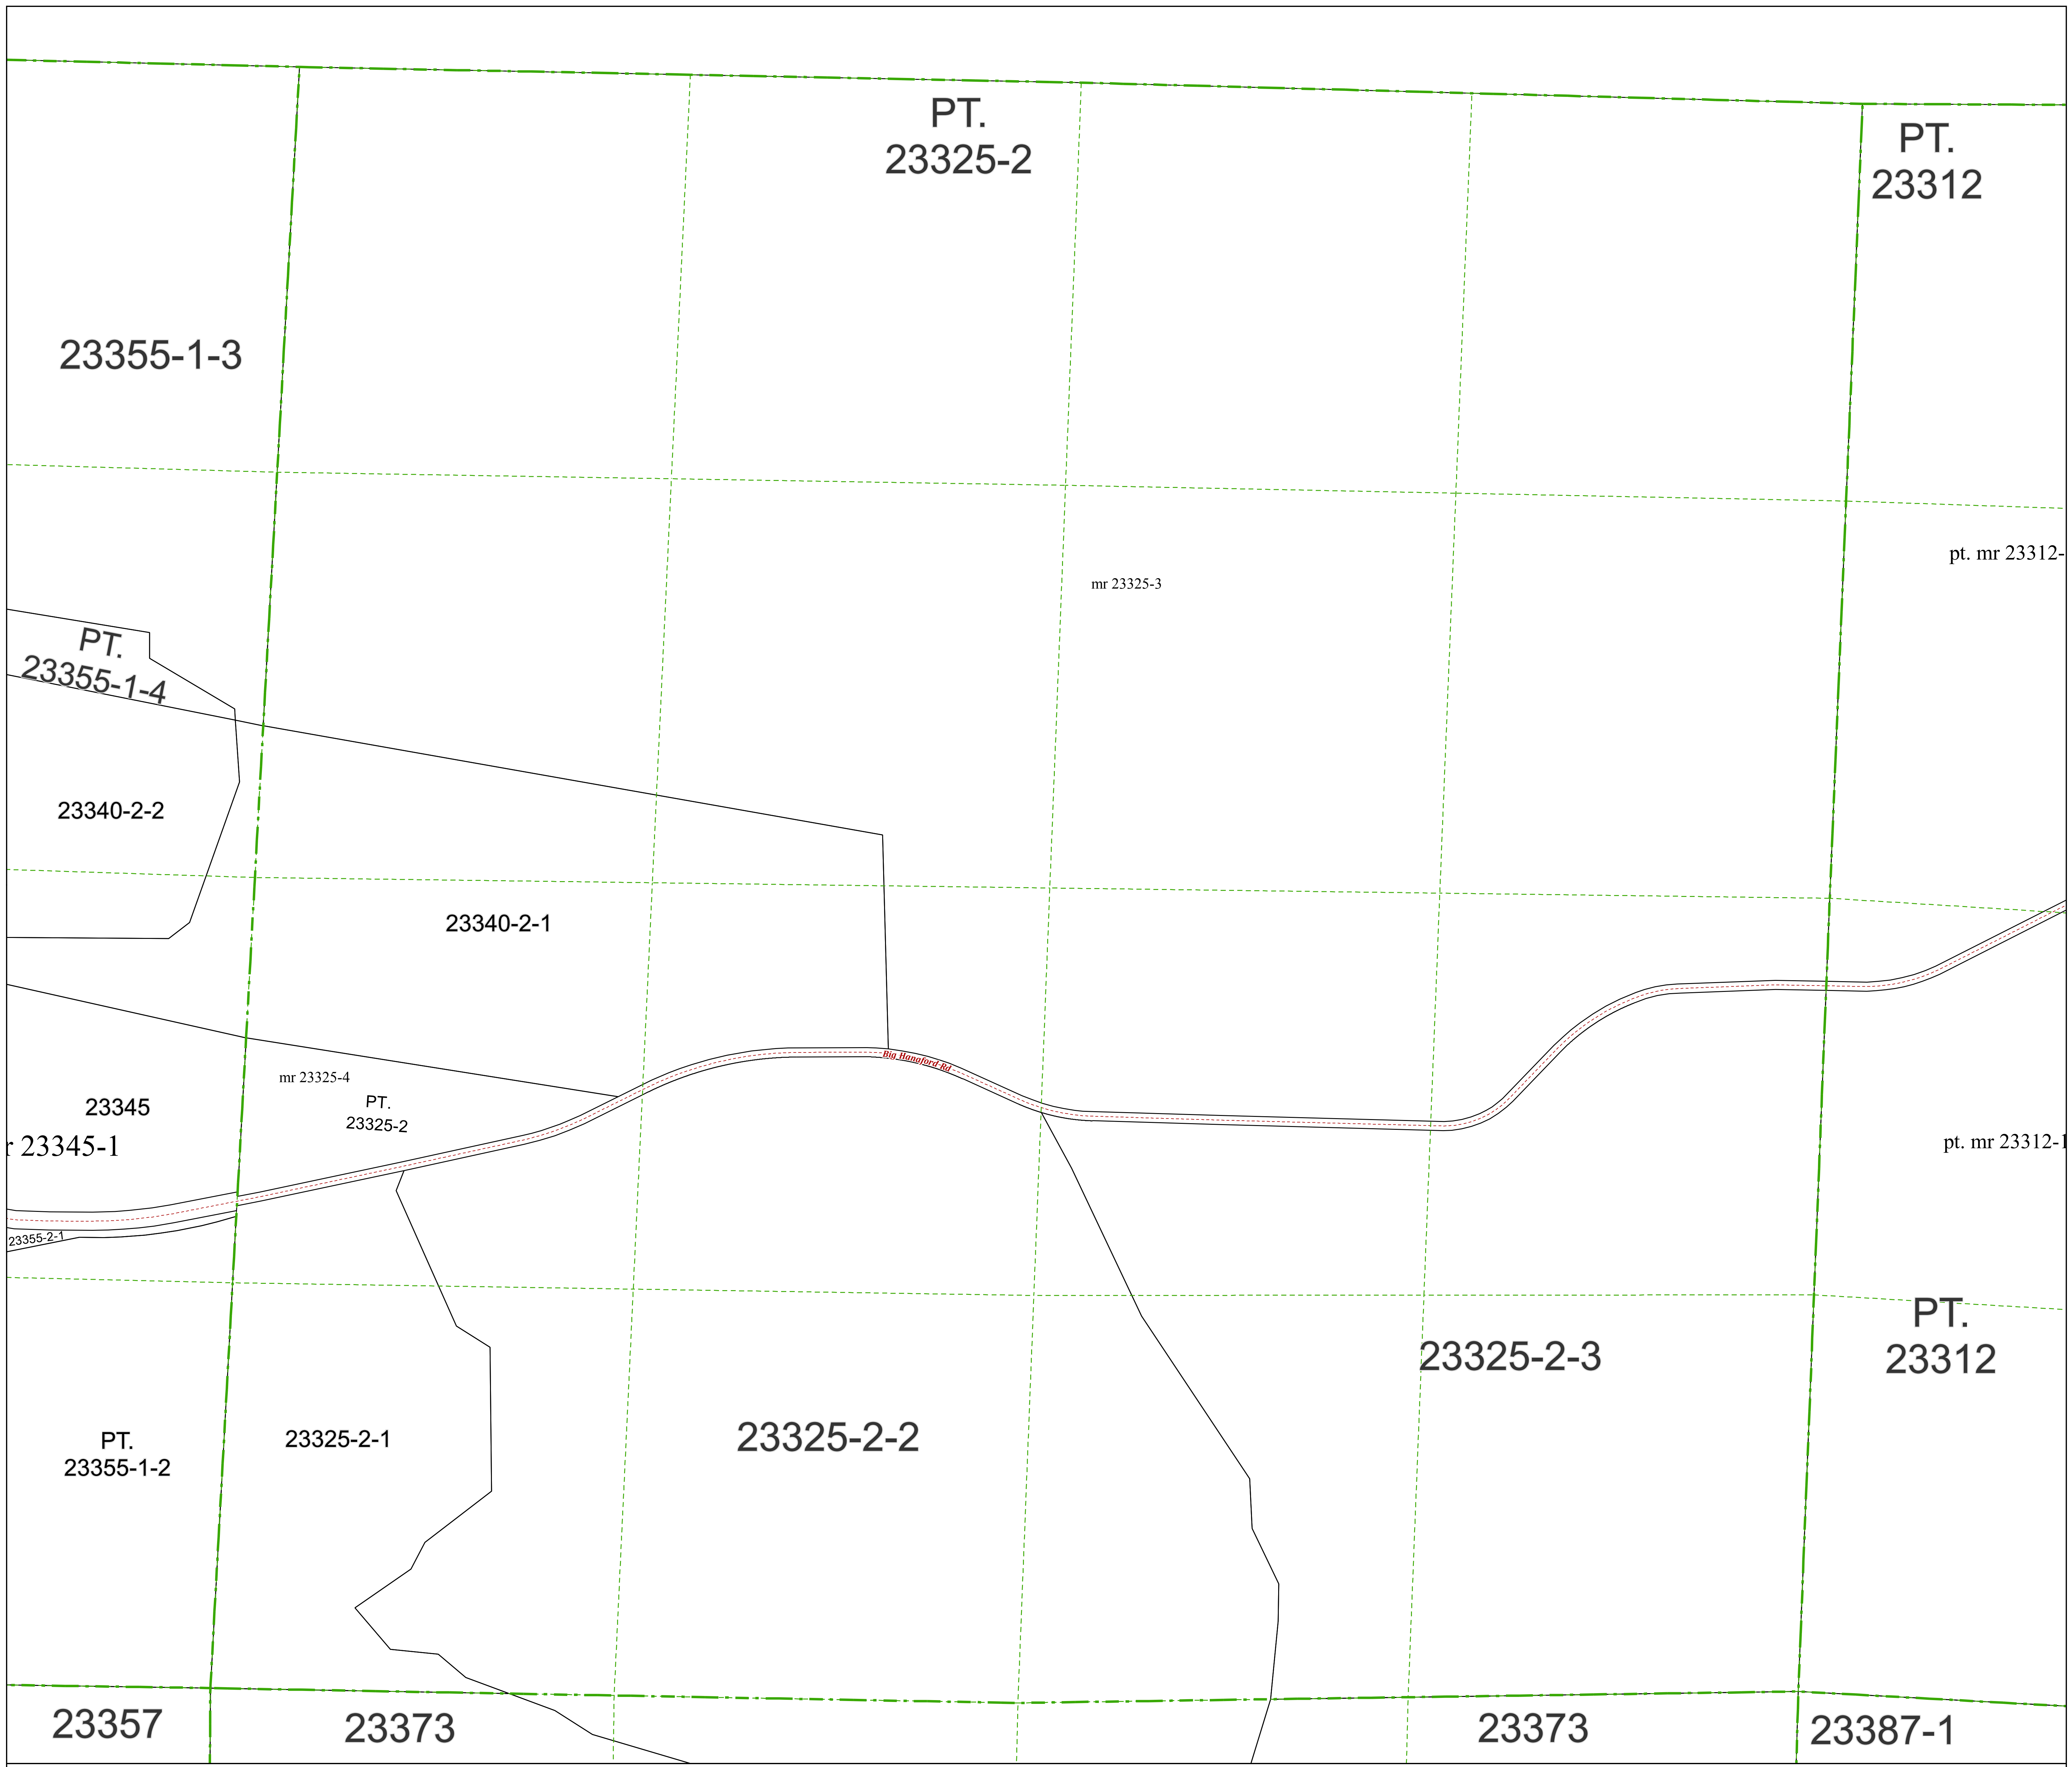 PT.
23325-2
PT.
23312
23355-1-3
pt. mr 23312-
mr 23325-3
PT.
23355-1-4
23340-2-2
23340-2-1
mr 23325-4
PT.
23325-2
23345
r 23345-1
Big Hanaford Rd
pt. mr 23312-1
23355-2-1
PT.
23312
23325-2-3
23325-2-2
23325-2-1
PT.
23355-1-2
23357
23373
23373
23387-1